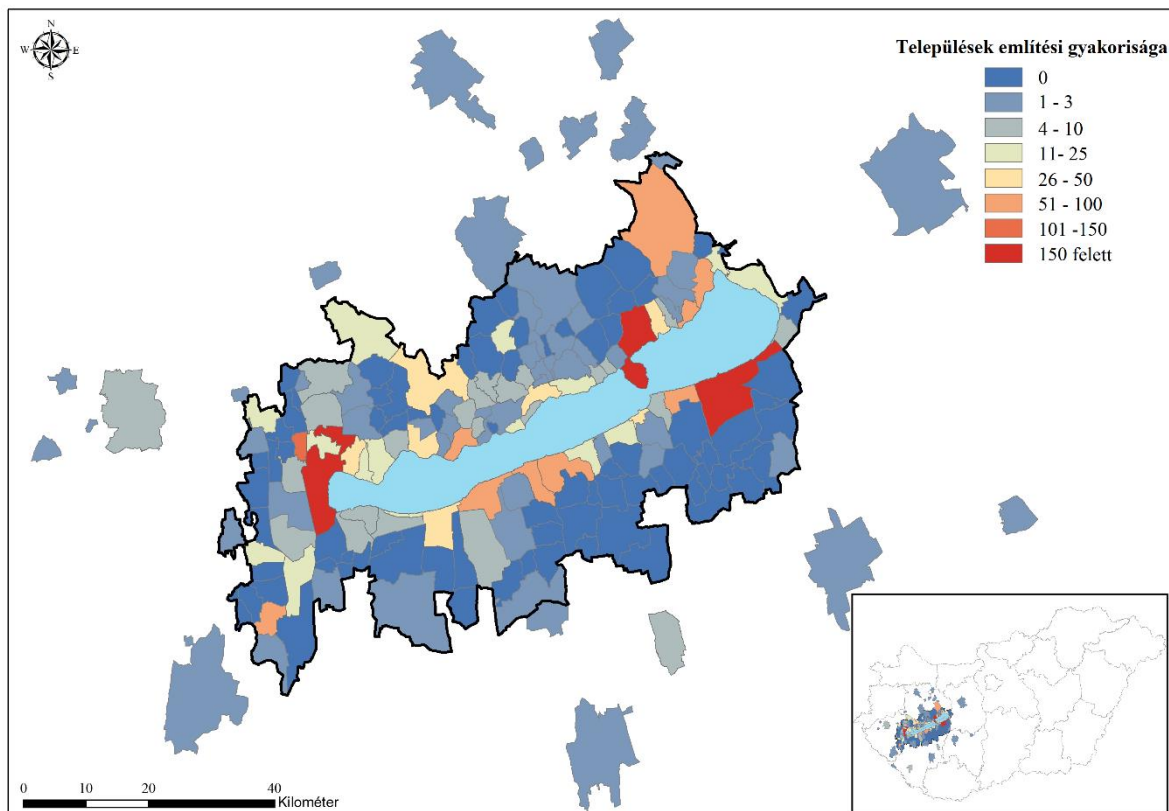 N
W E
S
Települések említési gyakorisága
0
1 - 3
4 - 10
11- 25
26 - 50
51 - 100
101 -150
150 felett
0 10 20 40
Kilométer